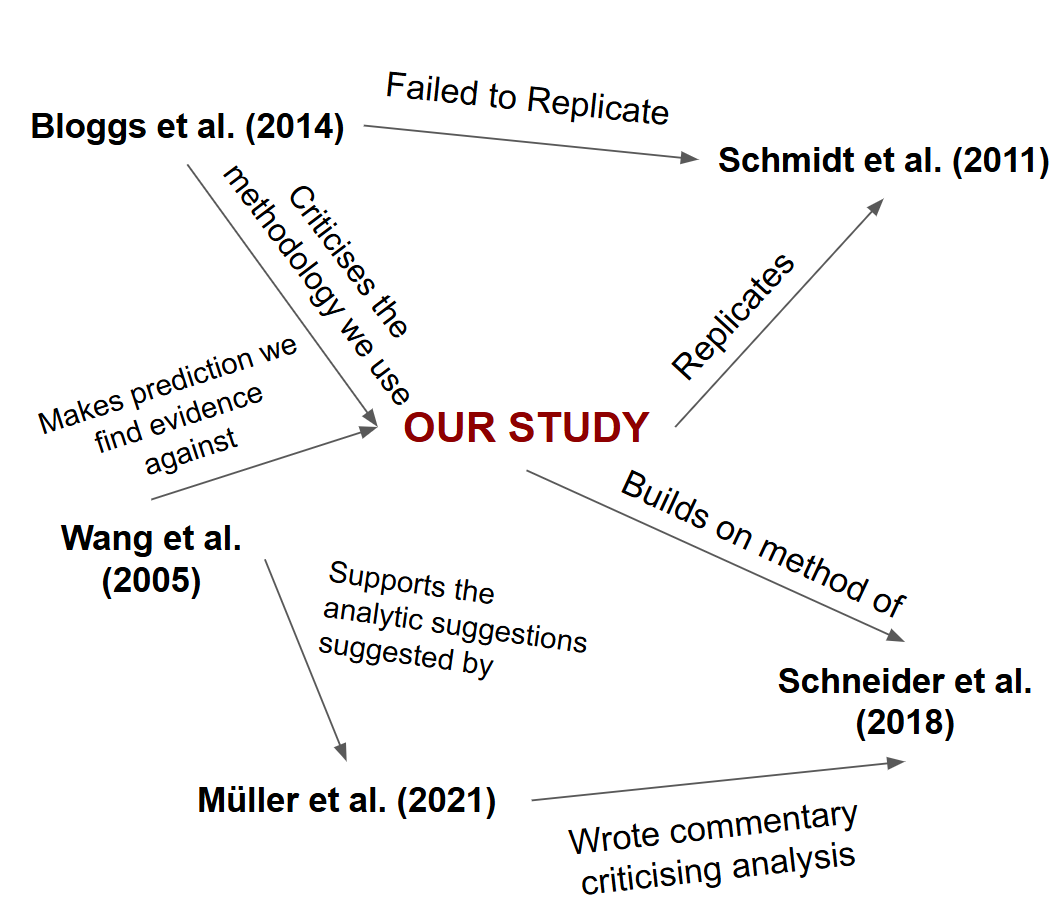 Failed to Replicate
Bloggs et al. (2014)
Schmidt et al. (2011)
Criticises the
methodology we use
Replicates
Makes prediction we
find evidence
against
OUR STUDY
Builds on method of
Wang et al.
(2005)
Supports the
analytic suggestions
suggested by
Schneider et al.
(2018)
Müller et al. (2021)
Wrote commentary
criticising analysis